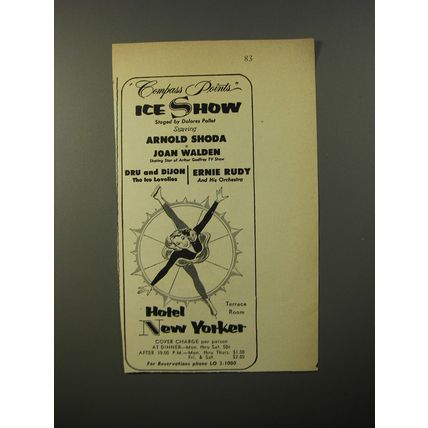 83
"Compass Points"
ICE SHOW
Staged by Dolores Pallet
Starring
ARNOLD SHODA
JOAN WALDEN
Skating Star of Arthur Godfrey TV Show
DRU and DIJON
The Ice Lovelies
ERNIE RUDY
And His Orchestra
Terrace
Room
Hotel
New Yorker
COVER CHARGE per person
AT DINNER—Mon. thru Sat. 50¢
AFTER 10:00 P.M.—Mon. thru Thurs. $1.50
Fri. & Sat. $2.00
For Reservations phone LO 3-1000